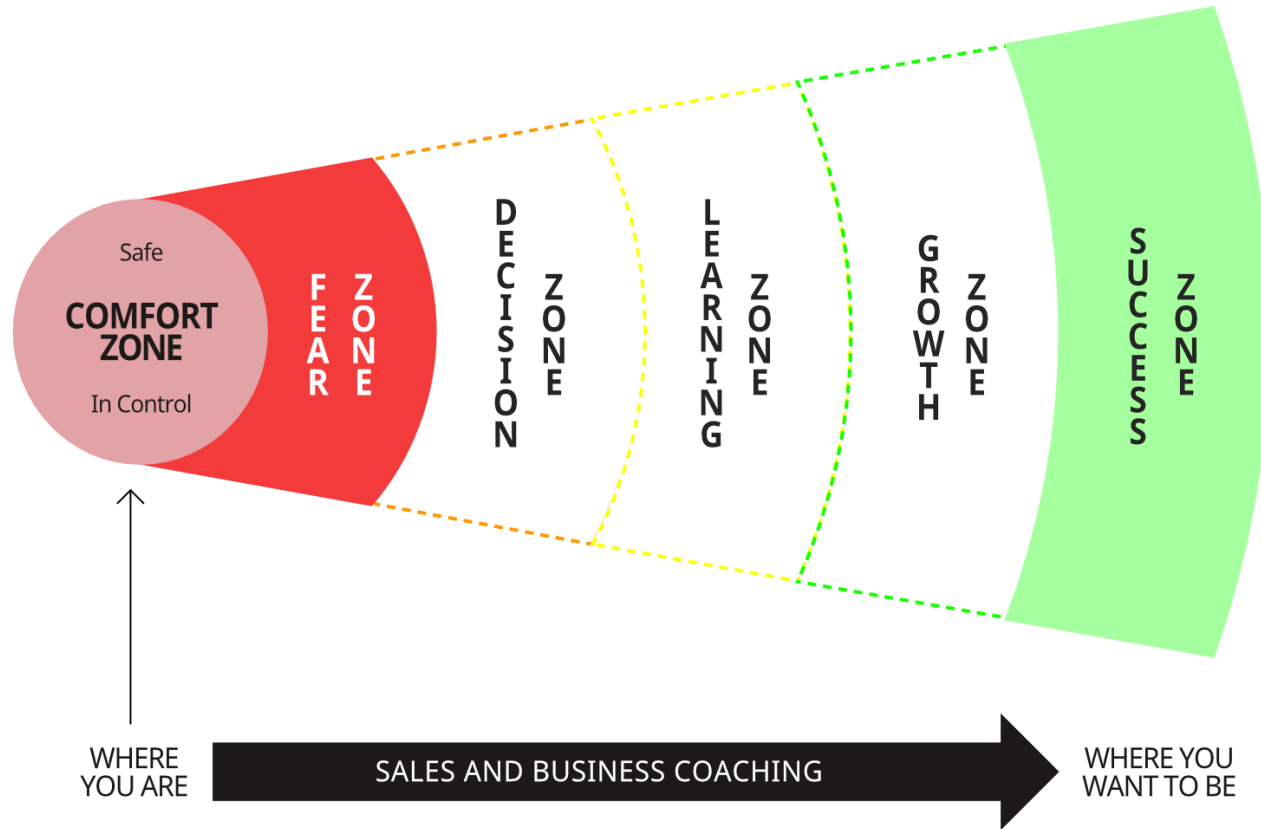 Safe
COMFORT
ZONE
In Control
FEAR
ZONE
DECISION
ZONE
LEARNING
ZONE
GROWTH
ZONE
SUCCESS
ZONE
WHERE
YOU ARE
SALES AND BUSINESS COACHING
WHERE YOU
WANT TO BE